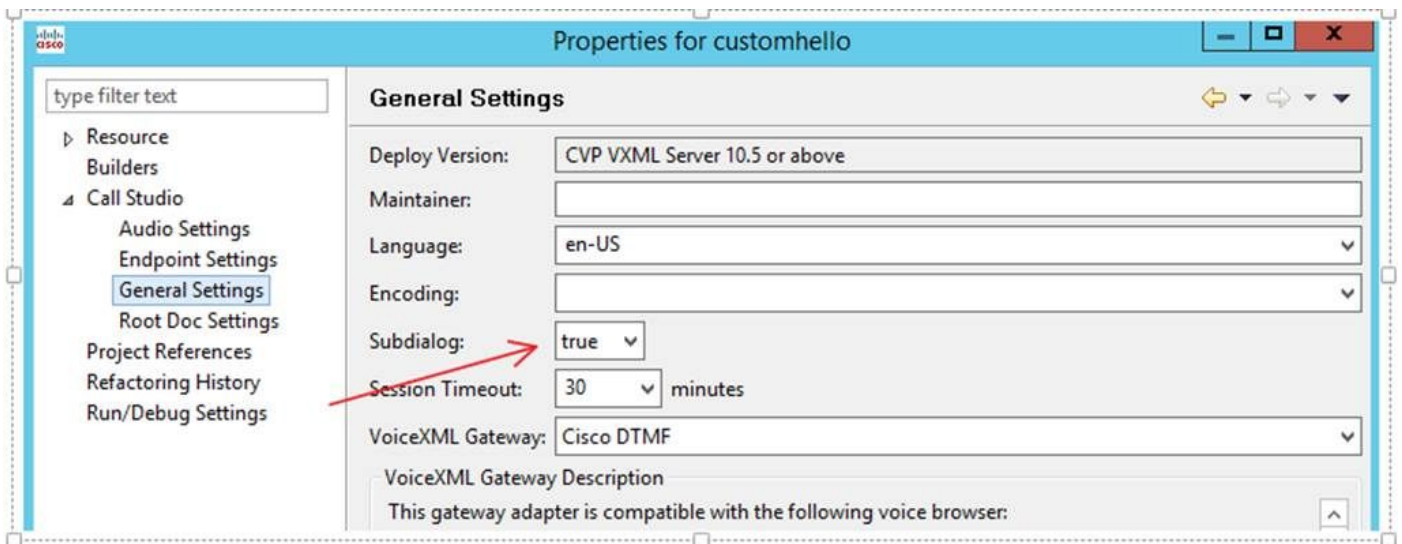 cisco
Properties for customhello
type filter text
Resource
Builders
Call Studio
Audio Settings
Endpoint Settings
General Settings
Root Doc Settings
Project References
Refactoring History
Run/Debug Settings
General Settings
Deploy Version: CVP VXML Server 10.5 or above
Maintainer:
Language: en-US
Encoding:
Subdialog: true
Session Timeout: 30 minutes
VoiceXML Gateway: Cisco DTMF
VoiceXML Gateway Description
This gateway adapter is compatible with the following voice browser: